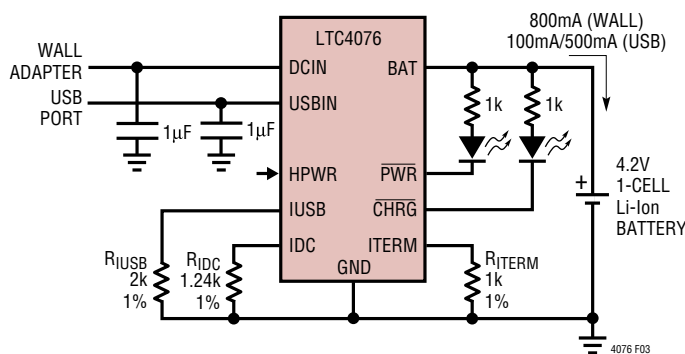 800mA (WALL)
100mA/500mA (USB)
LTC4076
WALL
ADAPTER
DCIN
BAT
USB
PORT
USBIN
1k
1k
1μF
1μF
HPWR
PWR
4.2V
1-CELL
Li-Ion
BATTERY
+
IUSB
CHRG
IDC
ITERM
GND
RIUSB
2k
1%
RIDC
1.24k
1%
RITERM
1k
1%
4076 F03